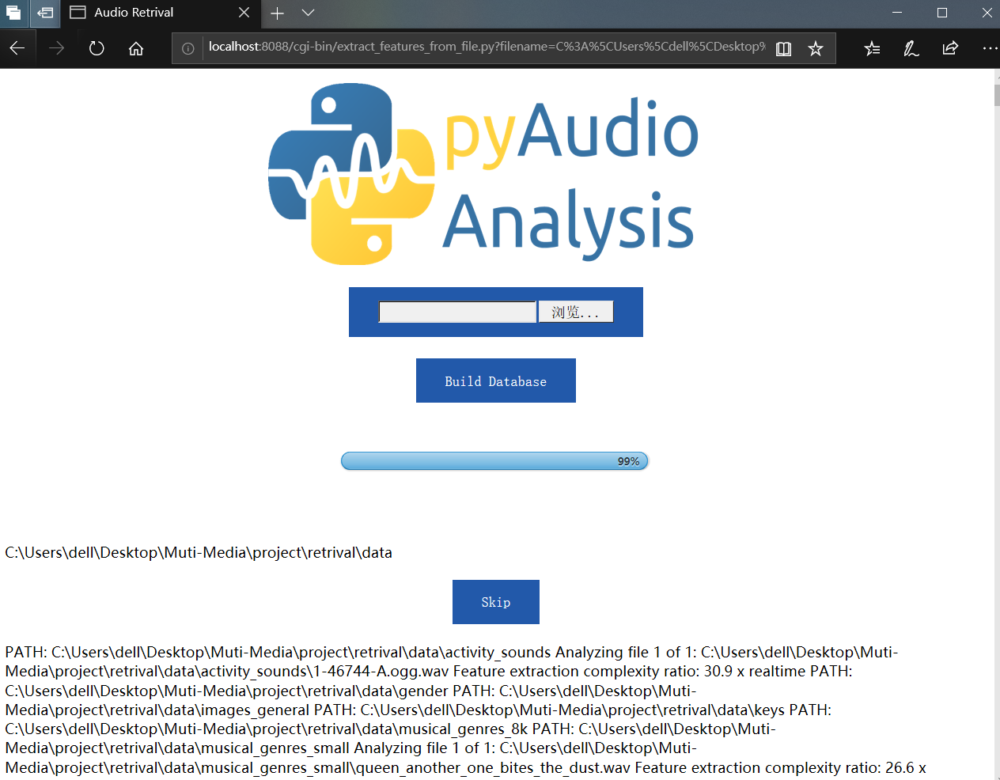 Audio Retrival
localhost:8088/cgi-bin/extract_features_from_file.py?filename=C%3A%5CUsers%5Cdell%5CDesktop%
pyAudio
Analysis
浏览...
Build Database
99%
C:\Users\dell\Desktop\Muti-Media\project\retrival\data
Skip
PATH: C:\Users\dell\Desktop\Muti-Media\project\retrival\data\activity_sounds Analyzing file 1 of 1: C:\Users\dell\Desktop\Muti-
Media\project\retrival\data\activity_sounds\1-46744-A.ogg.wav Feature extraction complexity ratio: 30.9 x realtime PATH:
C:\Users\dell\Desktop\Muti-Media\project\retrival\data\gender PATH: C:\Users\dell\Desktop\Muti-
Media\project\retrival\data\images_general PATH: C:\Users\dell\Desktop\Muti-Media\project\retrival\data\keys PATH:
C:\Users\dell\Desktop\Muti-Media\project\retrival\data\musical_genres_8k PATH: C:\Users\dell\Desktop\Muti-
Media\project\retrival\data\musical_genres_small Analyzing file 1 of 1: C:\Users\dell\Desktop\Muti-
Media\project\retrival\data\musical_genres_small\queen_another_one_bites_the_dust.wav Feature extraction complexity ratio: 26.6 x